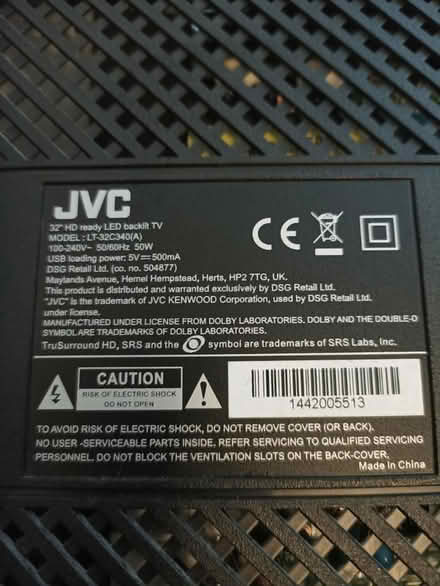 JVC
32" HD ready LED backlit TV
MODEL : LT-32C340(A)
100-240V~ 50/60Hz 50W
USB loading power: 5V⎓500mA
DSG Retail Ltd. (co. no. 504877)
Maylands Avenue, Hemel Hempstead, Herts, HP2 7TG, UK.
This product is distributed and warranted exclusively by DSG Retail Ltd.
"JVC" is the trademark of JVC KENWOOD Corporation, used by DSG Retail Ltd.
under license.
MANUFACTURED UNDER LICENSE FROM DOLBY LABORATORIES. DOLBY AND THE DOUBLE-D
SYMBOL ARE TRADEMARKS OF DOLBY LABORATORIES.
TruSurround HD, SRS and the symbol are trademarks of SRS Labs, Inc.
CE
CAUTION
RISK OF ELECTRIC SHOCK
DO NOT OPEN
1442005513
TO AVOID RISK OF ELECTRIC SHOCK, DO NOT REMOVE COVER (OR BACK).
NO USER -SERVICEABLE PARTS INSIDE. REFER SERVICING TO QUALIFIED SERVICING
PERSONNEL. DO NOT BLOCK THE VENTILATION SLOTS ON THE BACK-COVER.
Made in China